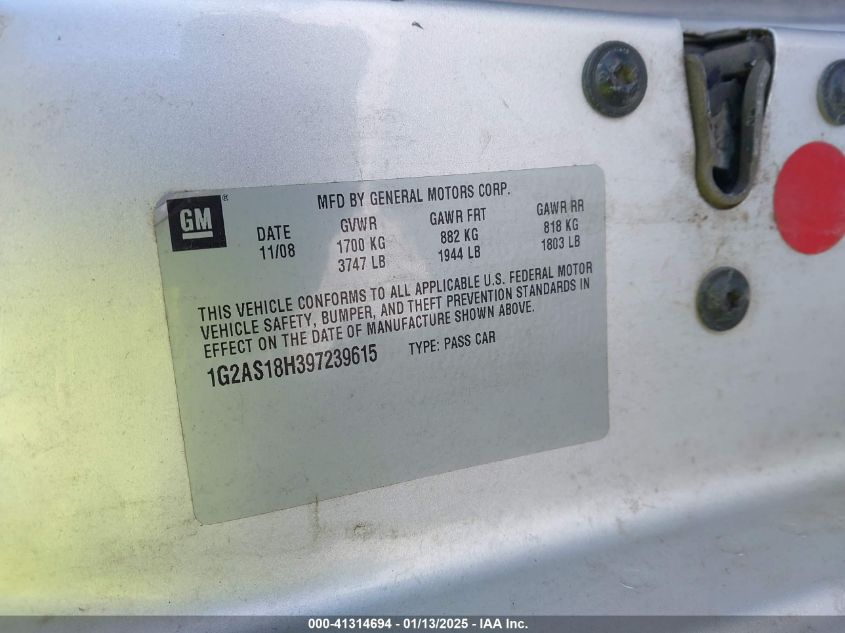 GM®
MFD BY GENERAL MOTORS CORP.
DATE GVWR GAWR FRT GAWR RR
11/08 1700 KG 882 KG 818 KG
3747 LB 1944 LB 1803 LB
THIS VEHICLE CONFORMS TO ALL APPLICABLE U.S. FEDERAL MOTOR
VEHICLE SAFETY, BUMPER, AND THEFT PREVENTION STANDARDS IN
EFFECT ON THE DATE OF MANUFACTURE SHOWN ABOVE.
1G2AS18H397239615 TYPE: PASS CAR
000-41314694 - 01/13/2025 - IAA Inc.